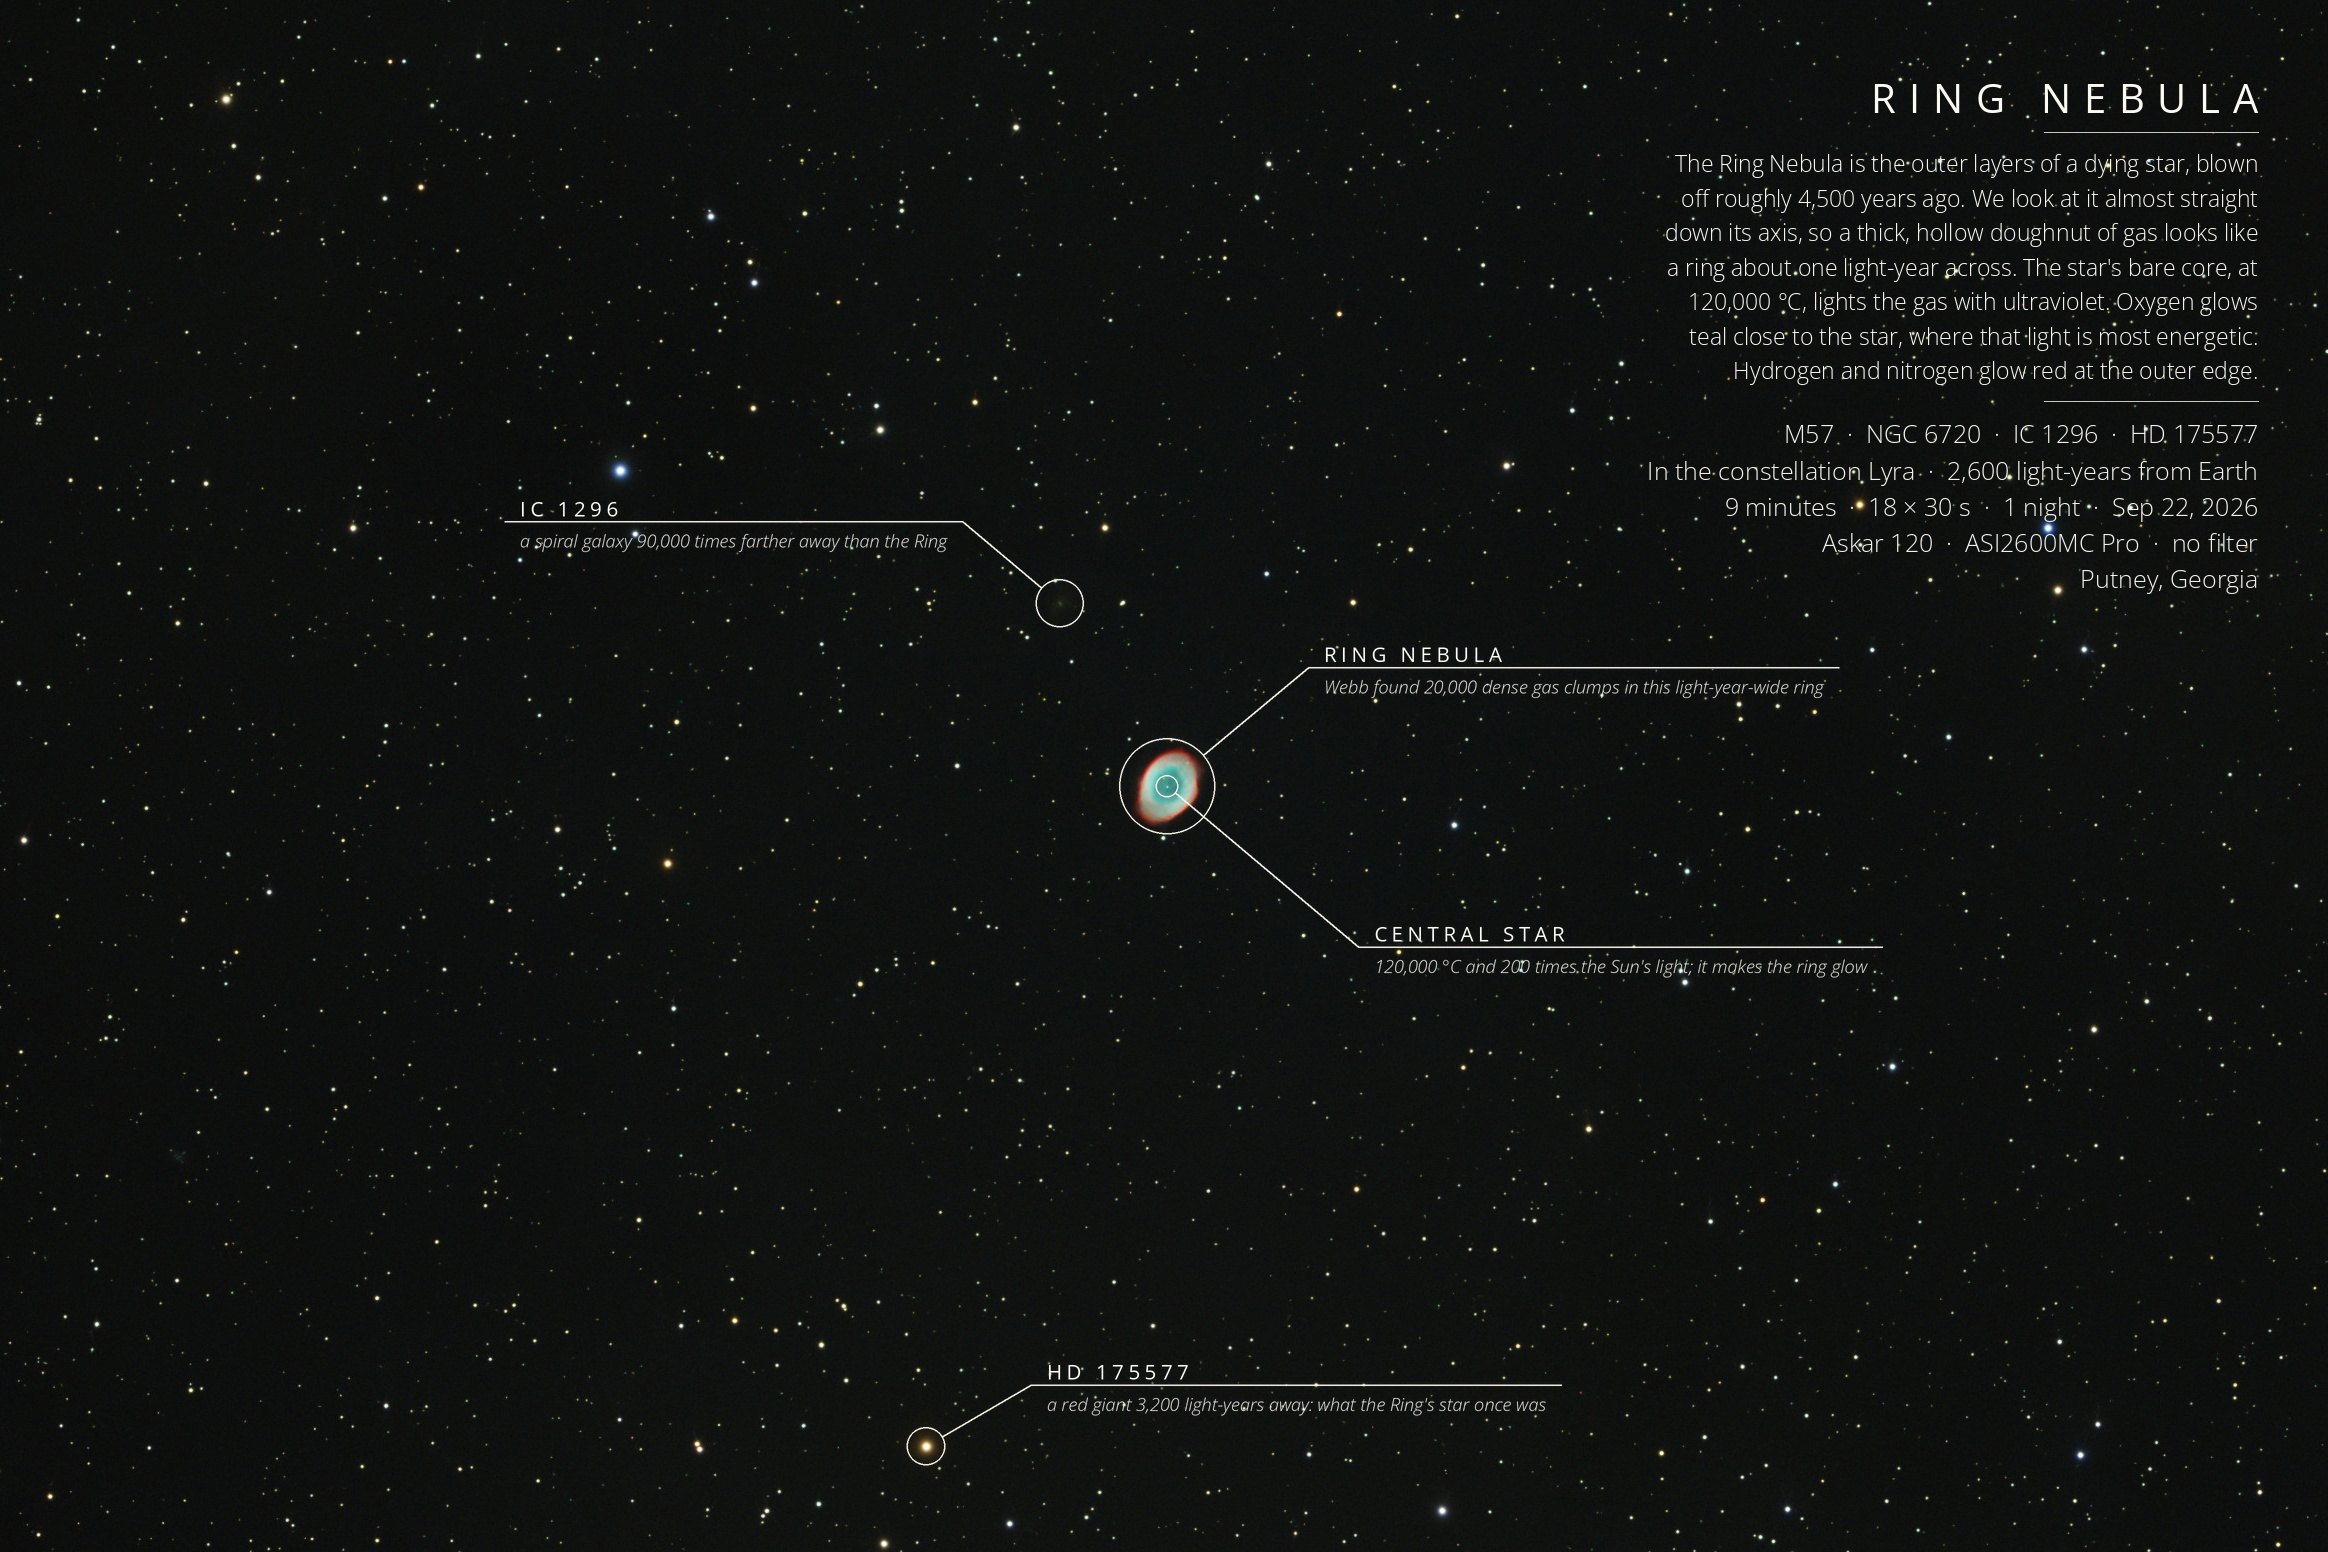 RING NEBULA
The Ring Nebula is the outer layers of a dying star, blown
off roughly 4,500 years ago. We look at it almost straight
down its axis, so a thick, hollow doughnut of gas looks like
a ring about one light-year across. The star's bare core, at
120,000 °C, lights the gas with ultraviolet. Oxygen glows
teal close to the star, where that light is most energetic:
Hydrogen and nitrogen glow red at the outer edge.
M57 · NGC 6720 · IC 1296 · HD 175577
In the constellation Lyra · 2,600 light-years from Earth
9 minutes · 18 × 30 s · 1 night · Sep 22, 2026
Askar 120 · ASI2600MC Pro · no filter
Putney, Georgia
IC 1296
a spiral galaxy 90,000 times farther away than the Ring
RING NEBULA
Webb found 20,000 dense gas clumps in this light-year-wide ring
CENTRAL STAR
120,000 °C and 200 times the Sun's light; it makes the ring glow
HD 175577
a red giant 3,200 light-years away: what the Ring's star once was